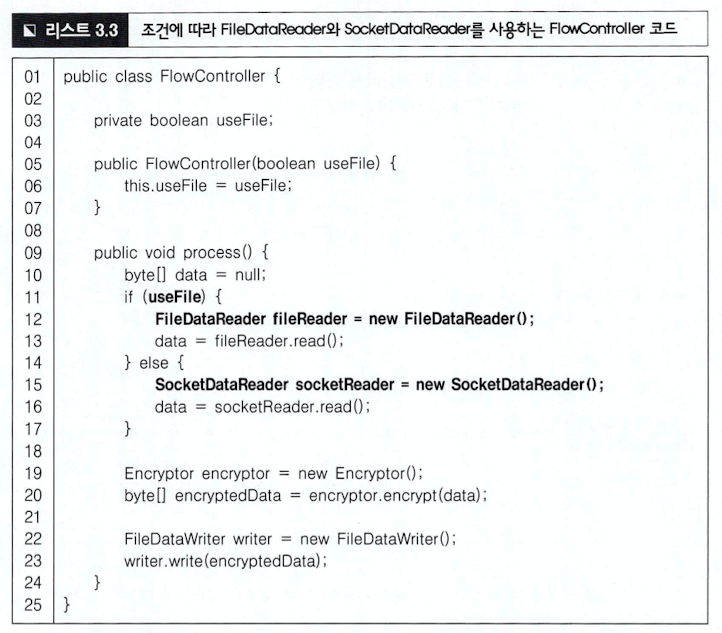 리스트 3.3 조건에 따라 FileDataReader와 SocketDataReader를 사용하는 FlowController 코드
01 public class FlowController {
02
03 private boolean useFile;
04
05 public FlowController(boolean useFile) {
06 this.useFile = useFile;
07 }
08
09 public void process() {
10 byte[] data = null;
11 if (useFile) {
12 FileDataReader fileReader = new FileDataReader();
13 data = fileReader.read();
14 } else {
15 SocketDataReader socketReader = new SocketDataReader();
16 data = socketReader.read();
17 }
18
19 Encryptor encryptor = new Encryptor();
20 byte[] encryptedData = encryptor.encrypt(data);
21
22 FileDataWriter writer = new FileDataWriter();
23 writer.write(encryptedData);
24 }
25 }